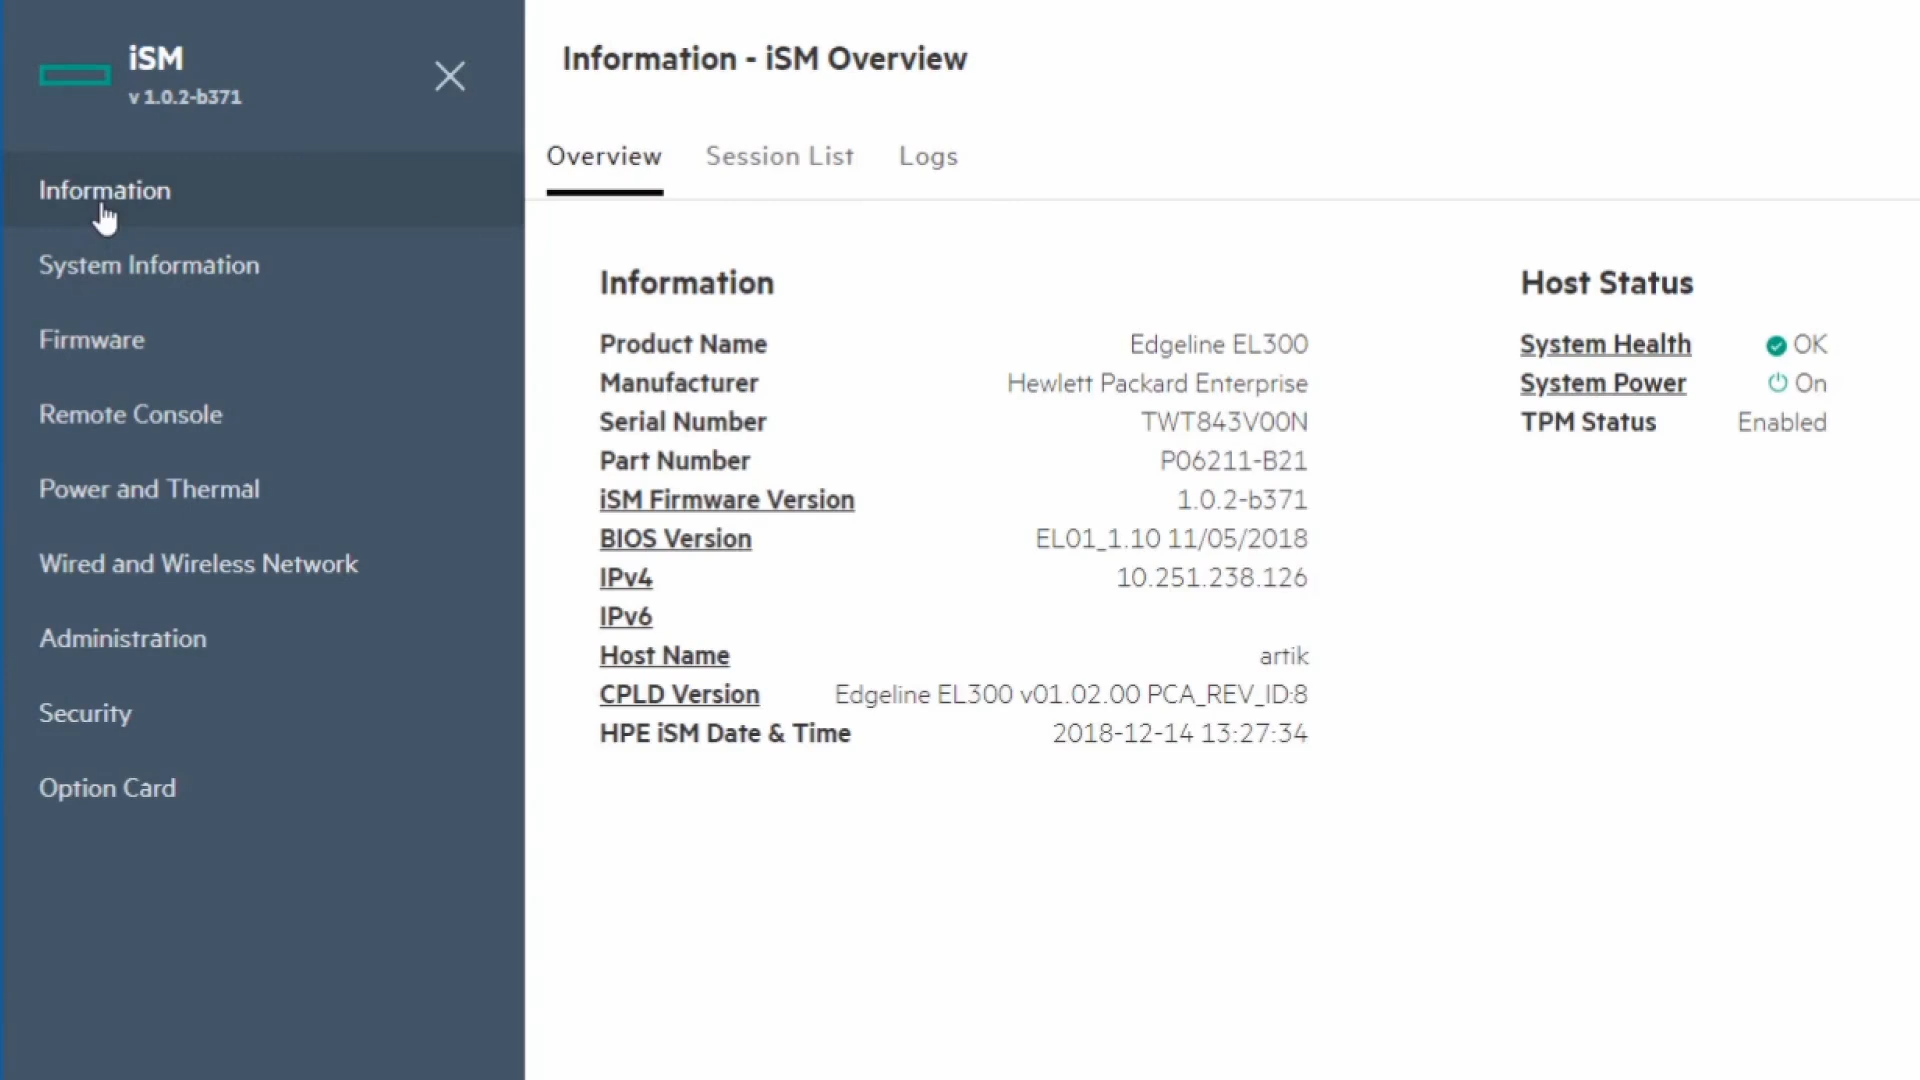 iSM
v 1.0.2-b371
Information
System Information
Firmware
Remote Console
Power and Thermal
Wired and Wireless Network
Administration
Security
Option Card
Information - iSM Overview
Overview Session List Logs
Information
Product Name Edgeline EL300
Manufacturer Hewlett Packard Enterprise
Serial Number TWT843V00N
Part Number P06211-B21
iSM Firmware Version 1.0.2-b371
BIOS Version EL01_1.10 11/05/2018
IPv4 10.251.238.126
IPv6
Host Name artik
CPLD Version Edgeline EL300 v01.02.00 PCA_REV_ID:8
HPE iSM Date & Time 2018-12-14 13:27:34
Host Status
System Health OK
System Power On
TPM Status Enabled